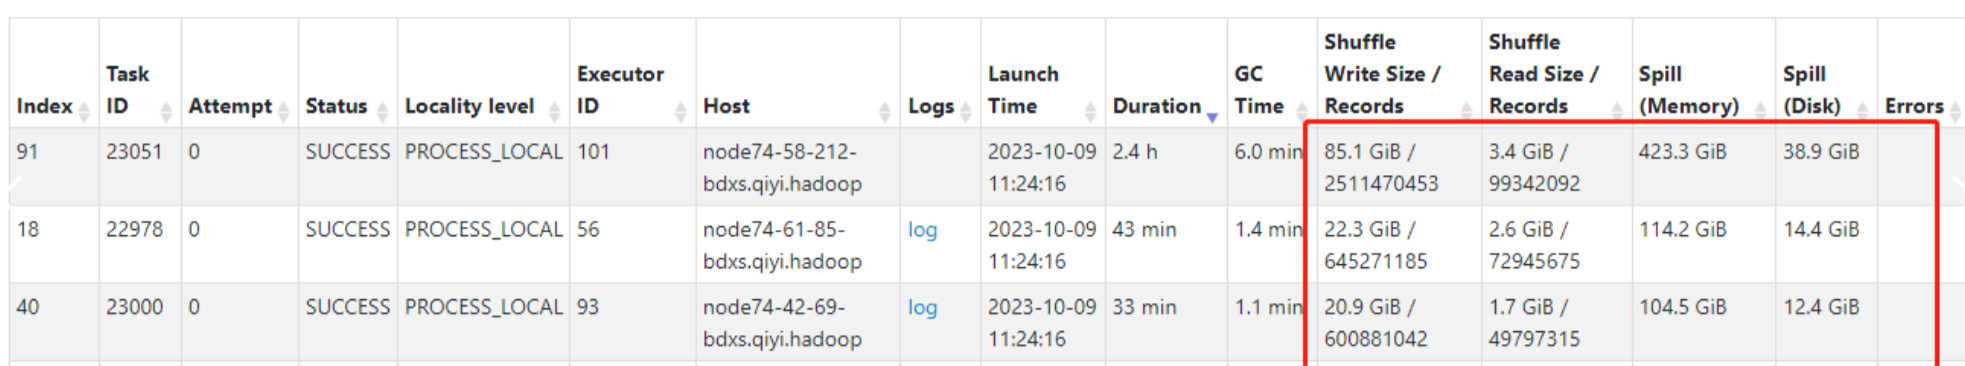 Index Task ID Attempt Status Locality level Executor ID Host Logs Launch Time Duration GC Time Shuffle Write Size / Records Shuffle Read Size / Records Spill (Memory) Spill (Disk) Errors
91 23051 0 SUCCESS PROCESS_LOCAL 101 node74-58-212- 2023-10-09 2.4 h 6.0 min 85.1 GiB / 3.4 GiB / 423.3 GiB 38.9 GiB
bdxs.qiyi.hadoop 11:24:16 2511470453 99342092
18 22978 0 SUCCESS PROCESS_LOCAL 56 node74-61-85- log 2023-10-09 43 min 1.4 min 22.3 GiB / 2.6 GiB / 114.2 GiB 14.4 GiB
bdxs.qiyi.hadoop 11:24:16 645271185 72945675
40 23000 0 SUCCESS PROCESS_LOCAL 93 node74-42-69- log 2023-10-09 33 min 1.1 min 20.9 GiB / 1.7 GiB / 104.5 GiB 12.4 GiB
bdxs.qiyi.hadoop 11:24:16 600881042 49797315